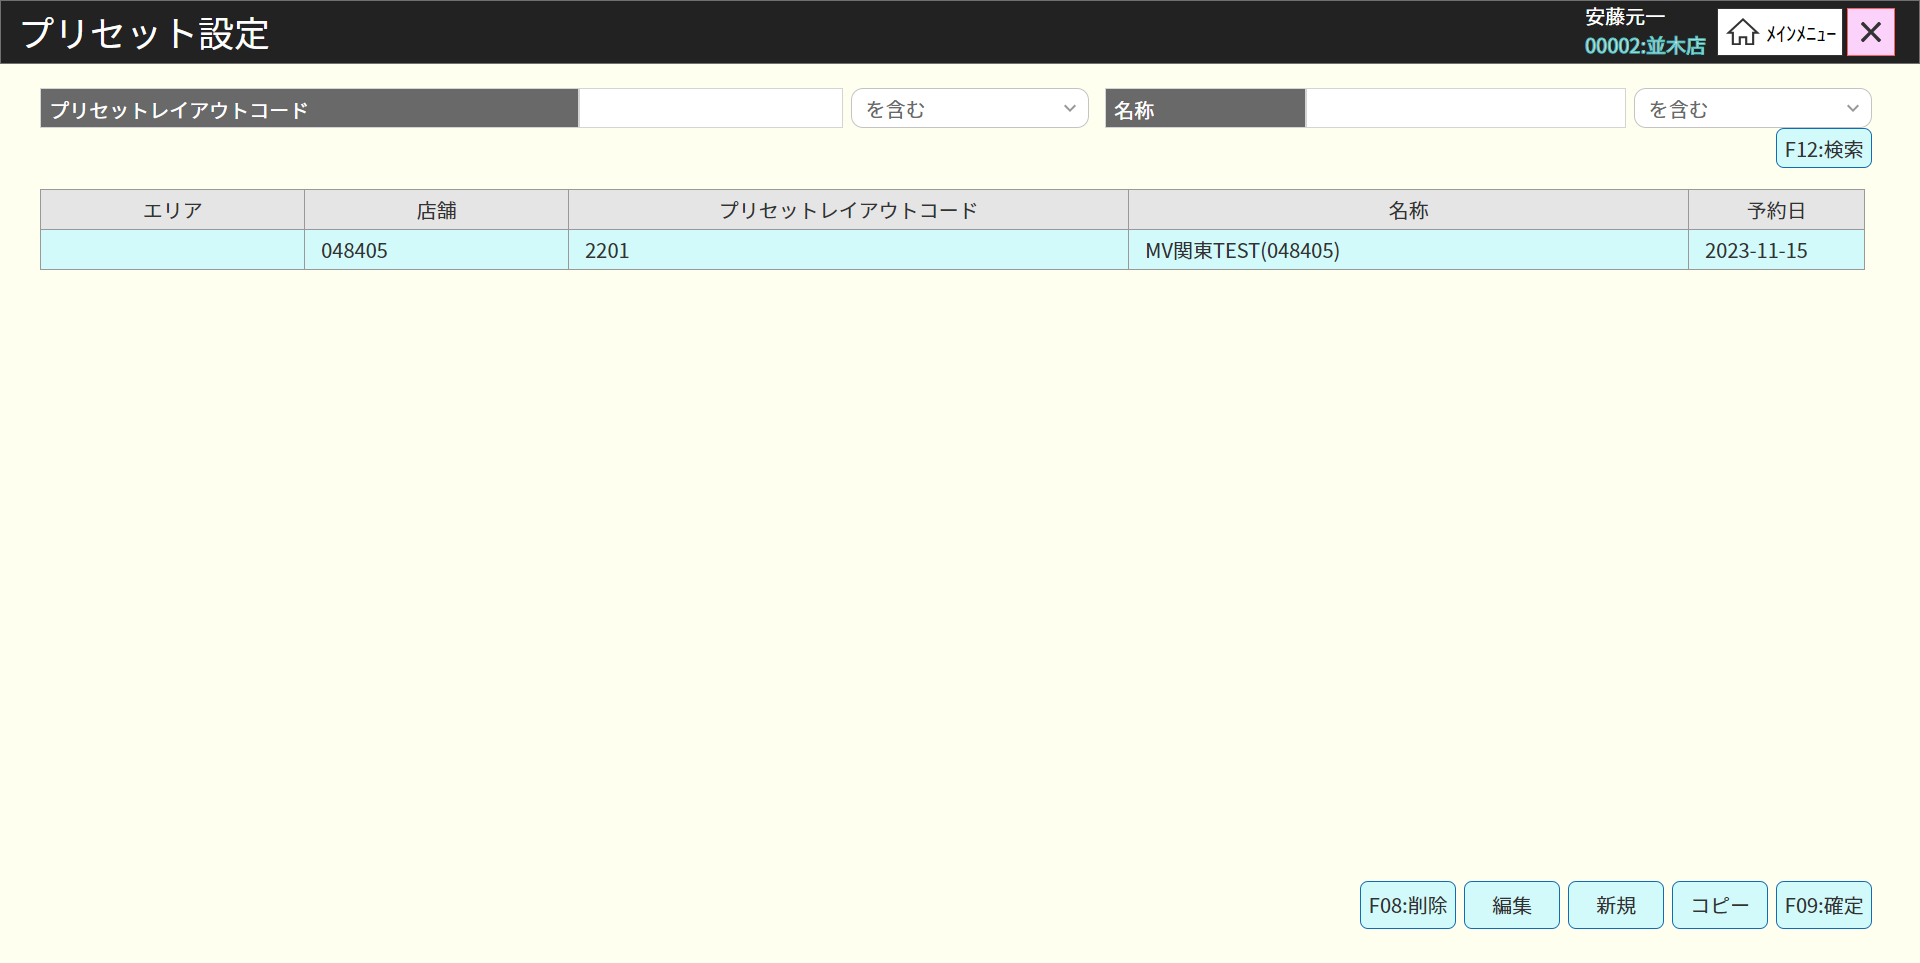 プリセット設定
安藤元一
00002:並木店
ﾒｲﾝﾒﾆｭｰ
プリセットレイアウトコード
を含む
名称
を含む
F12:検索
エリア 店舗 プリセットレイアウトコード 名称 予約日
048405 2201 MV関東TEST(048405) 2023-11-15
F08:削除 編集 新規 コピー F09:確定